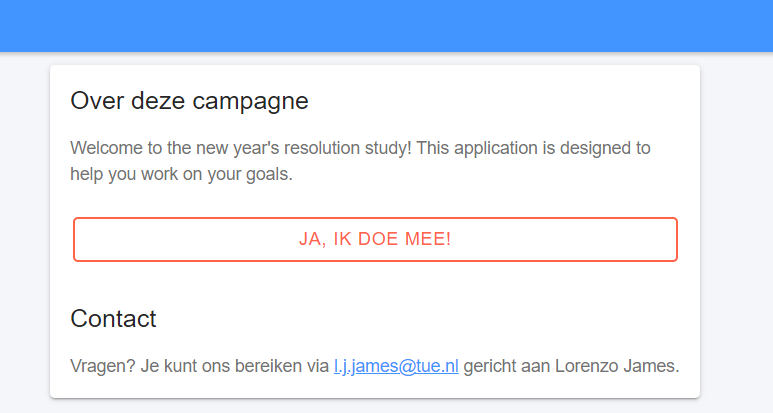 Over deze campagne
Welcome to the new year's resolution study! This application is designed to
help you work on your goals.
JA, IK DOE MEE!
Contact
Vragen? Je kunt ons bereiken via l.j.james@tue.nl gericht aan Lorenzo James.